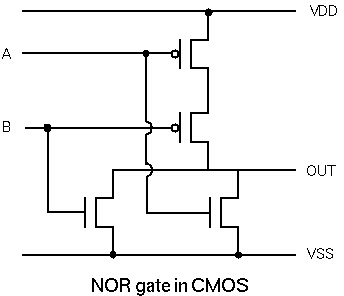 VDD
A
B
OUT
VSS
NOR gate in CMOS